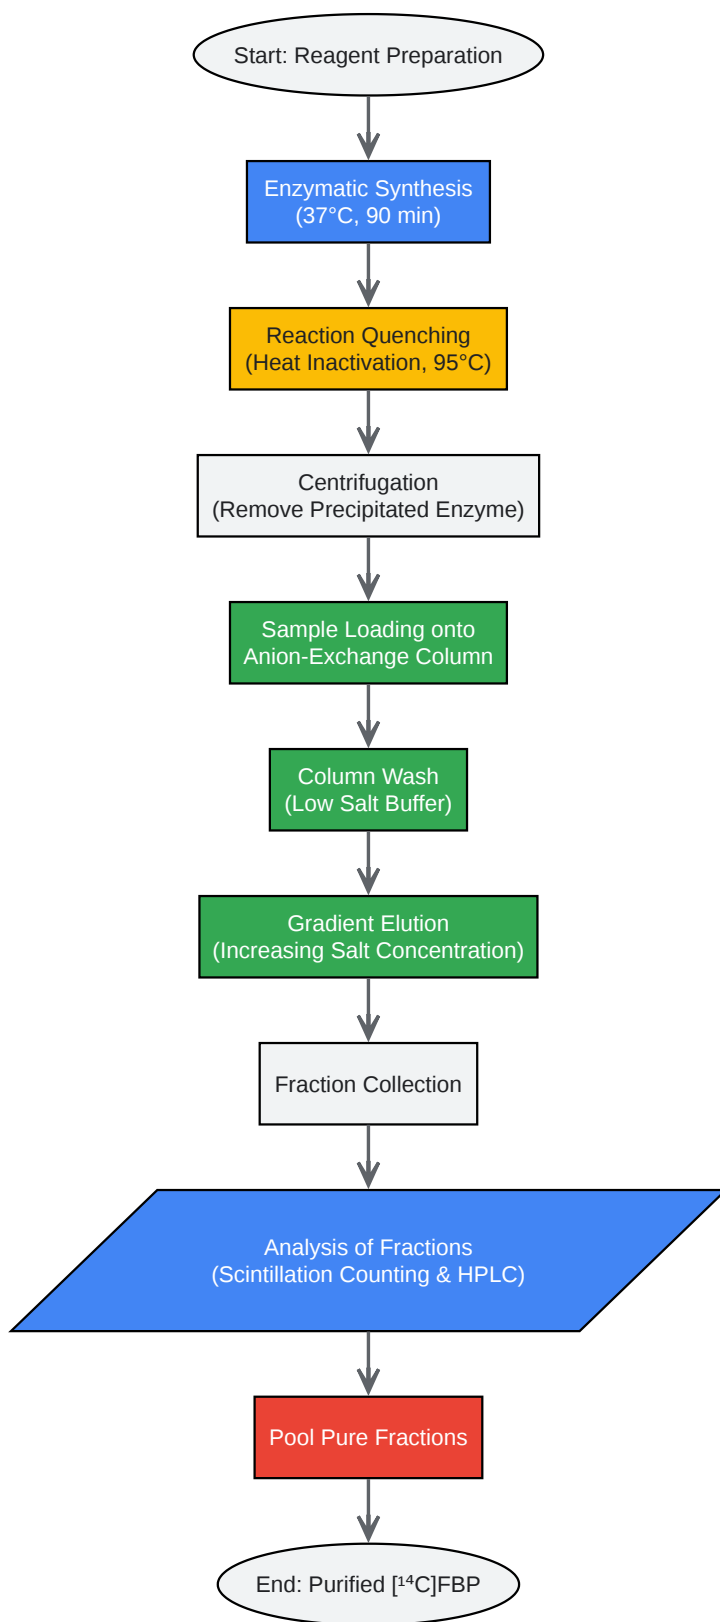 Start: Reagent Preparation
Enzymatic Synthesis
(37°C, 90 min)
Reaction Quenching
(Heat Inactivation, 95°C)
Centrifugation
(Remove Precipitated Enzyme)
Sample Loading onto
Anion-Exchange Column
Column Wash
(Low Salt Buffer)
Gradient Elution
(Increasing Salt Concentration)
Fraction Collection
Analysis of Fractions
(Scintillation Counting & HPLC)
Pool Pure Fractions
End: Purified [¹⁴C]FBP